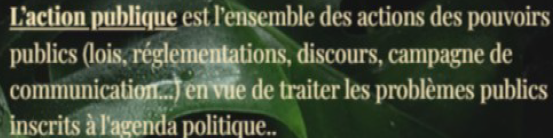 L'action publique est l'ensemble des actions des pouvoirs
publics (lois, réglementations, discours, campagne de
communication...) en vue de traiter les problèmes publics
inscrits à l'agenda politique..